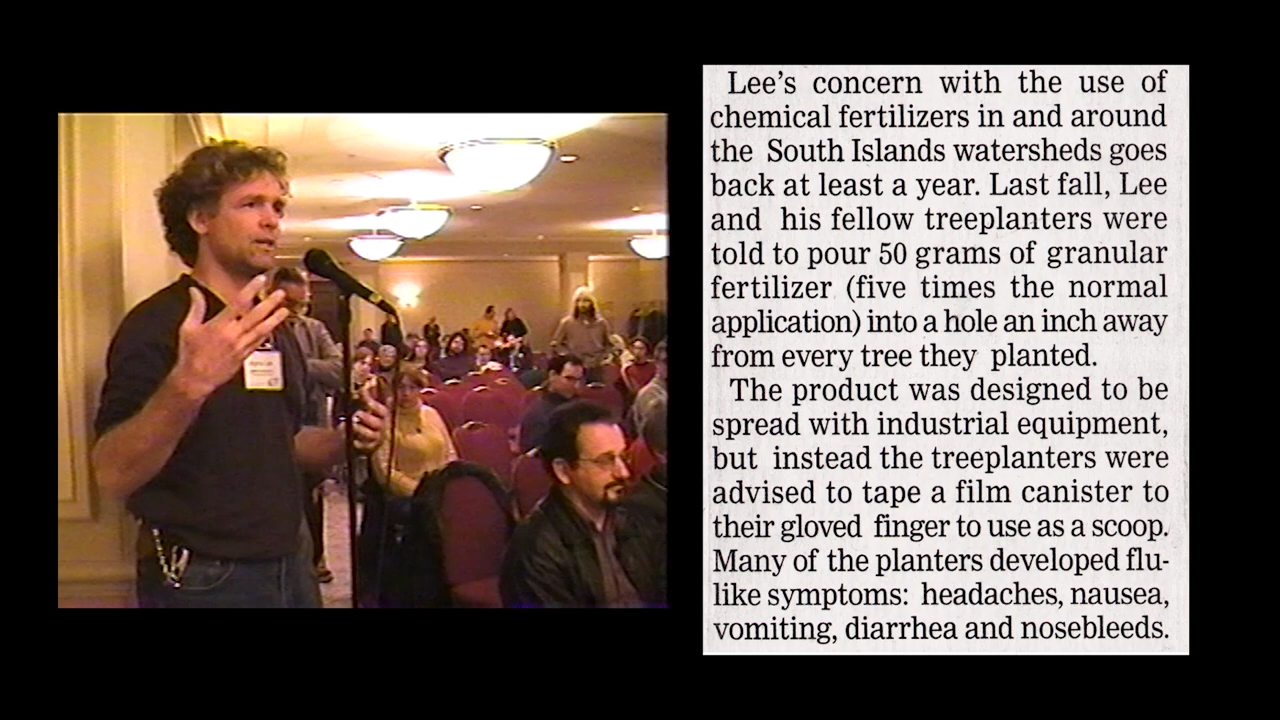 Lee's concern with the use of
chemical fertilizers in and around
the South Islands watersheds goes
back at least a year. Last fall, Lee
and his fellow treeplanters were
told to pour 50 grams of granular
fertilizer (five times the normal
application) into a hole an inch away
from every tree they planted.
The product was designed to be
spread with industrial equipment,
but instead the treeplanters were
advised to tape a film canister to
their gloved finger to use as a scoop.
Many of the planters developed flu-
like symptoms: headaches, nausea,
vomiting, diarrhea and nosebleeds.